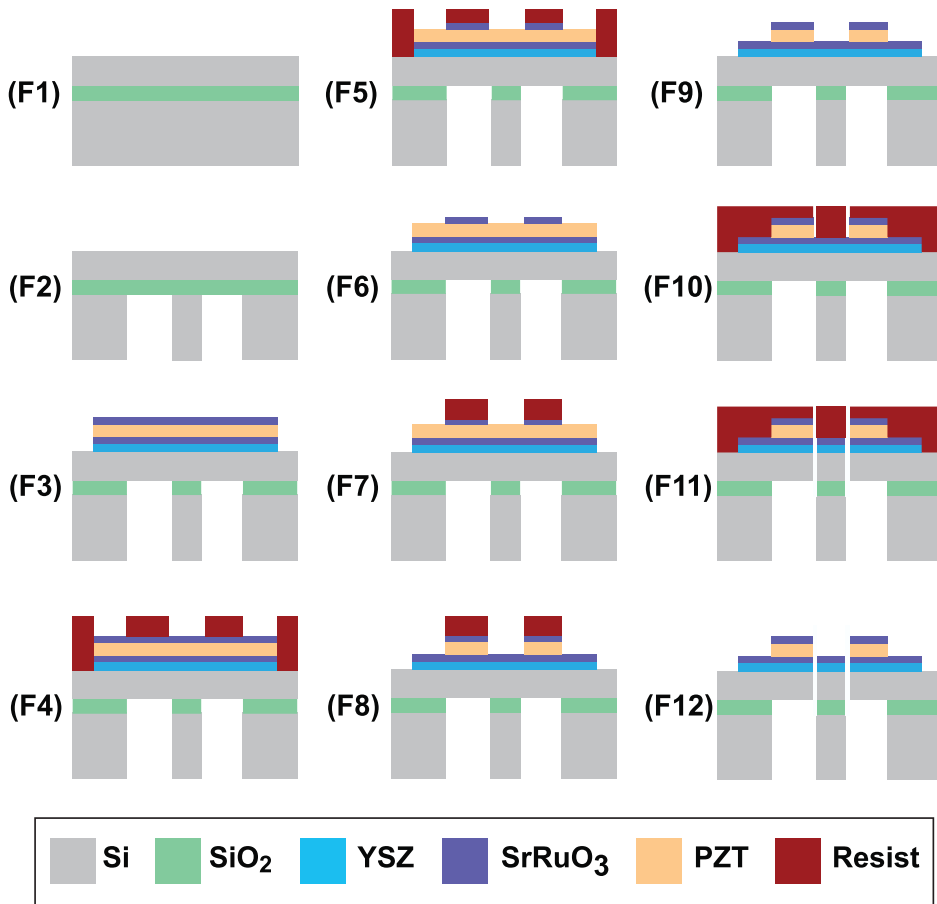 (F1)
(F2)
(F3)
(F4)
(F5)
(F6)
(F7)
(F8)
(F9)
(F10)
(F11)
(F12)
Si SiO₂ YSZ SrRuO₃ PZT Resist